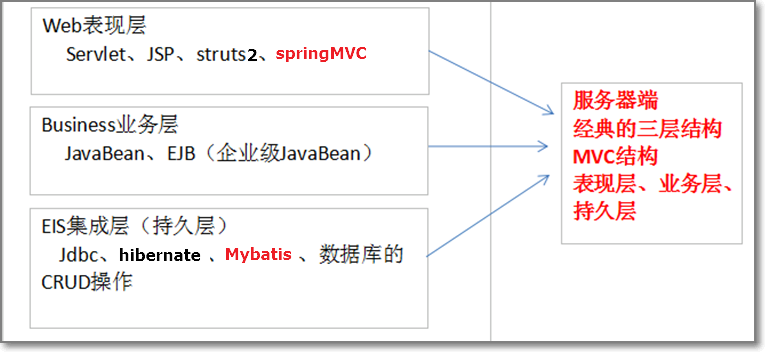 Web表现层
Servlet、JSP、struts2、springMVC
Business业务层
JavaBean、EJB（企业级JavaBean）
EIS集成层（持久层）
Jdbc、hibernate 、Mybatis 、数据库的
CRUD操作
服务器端
经典的三层结构
MVC结构
表现层、业务层、
持久层